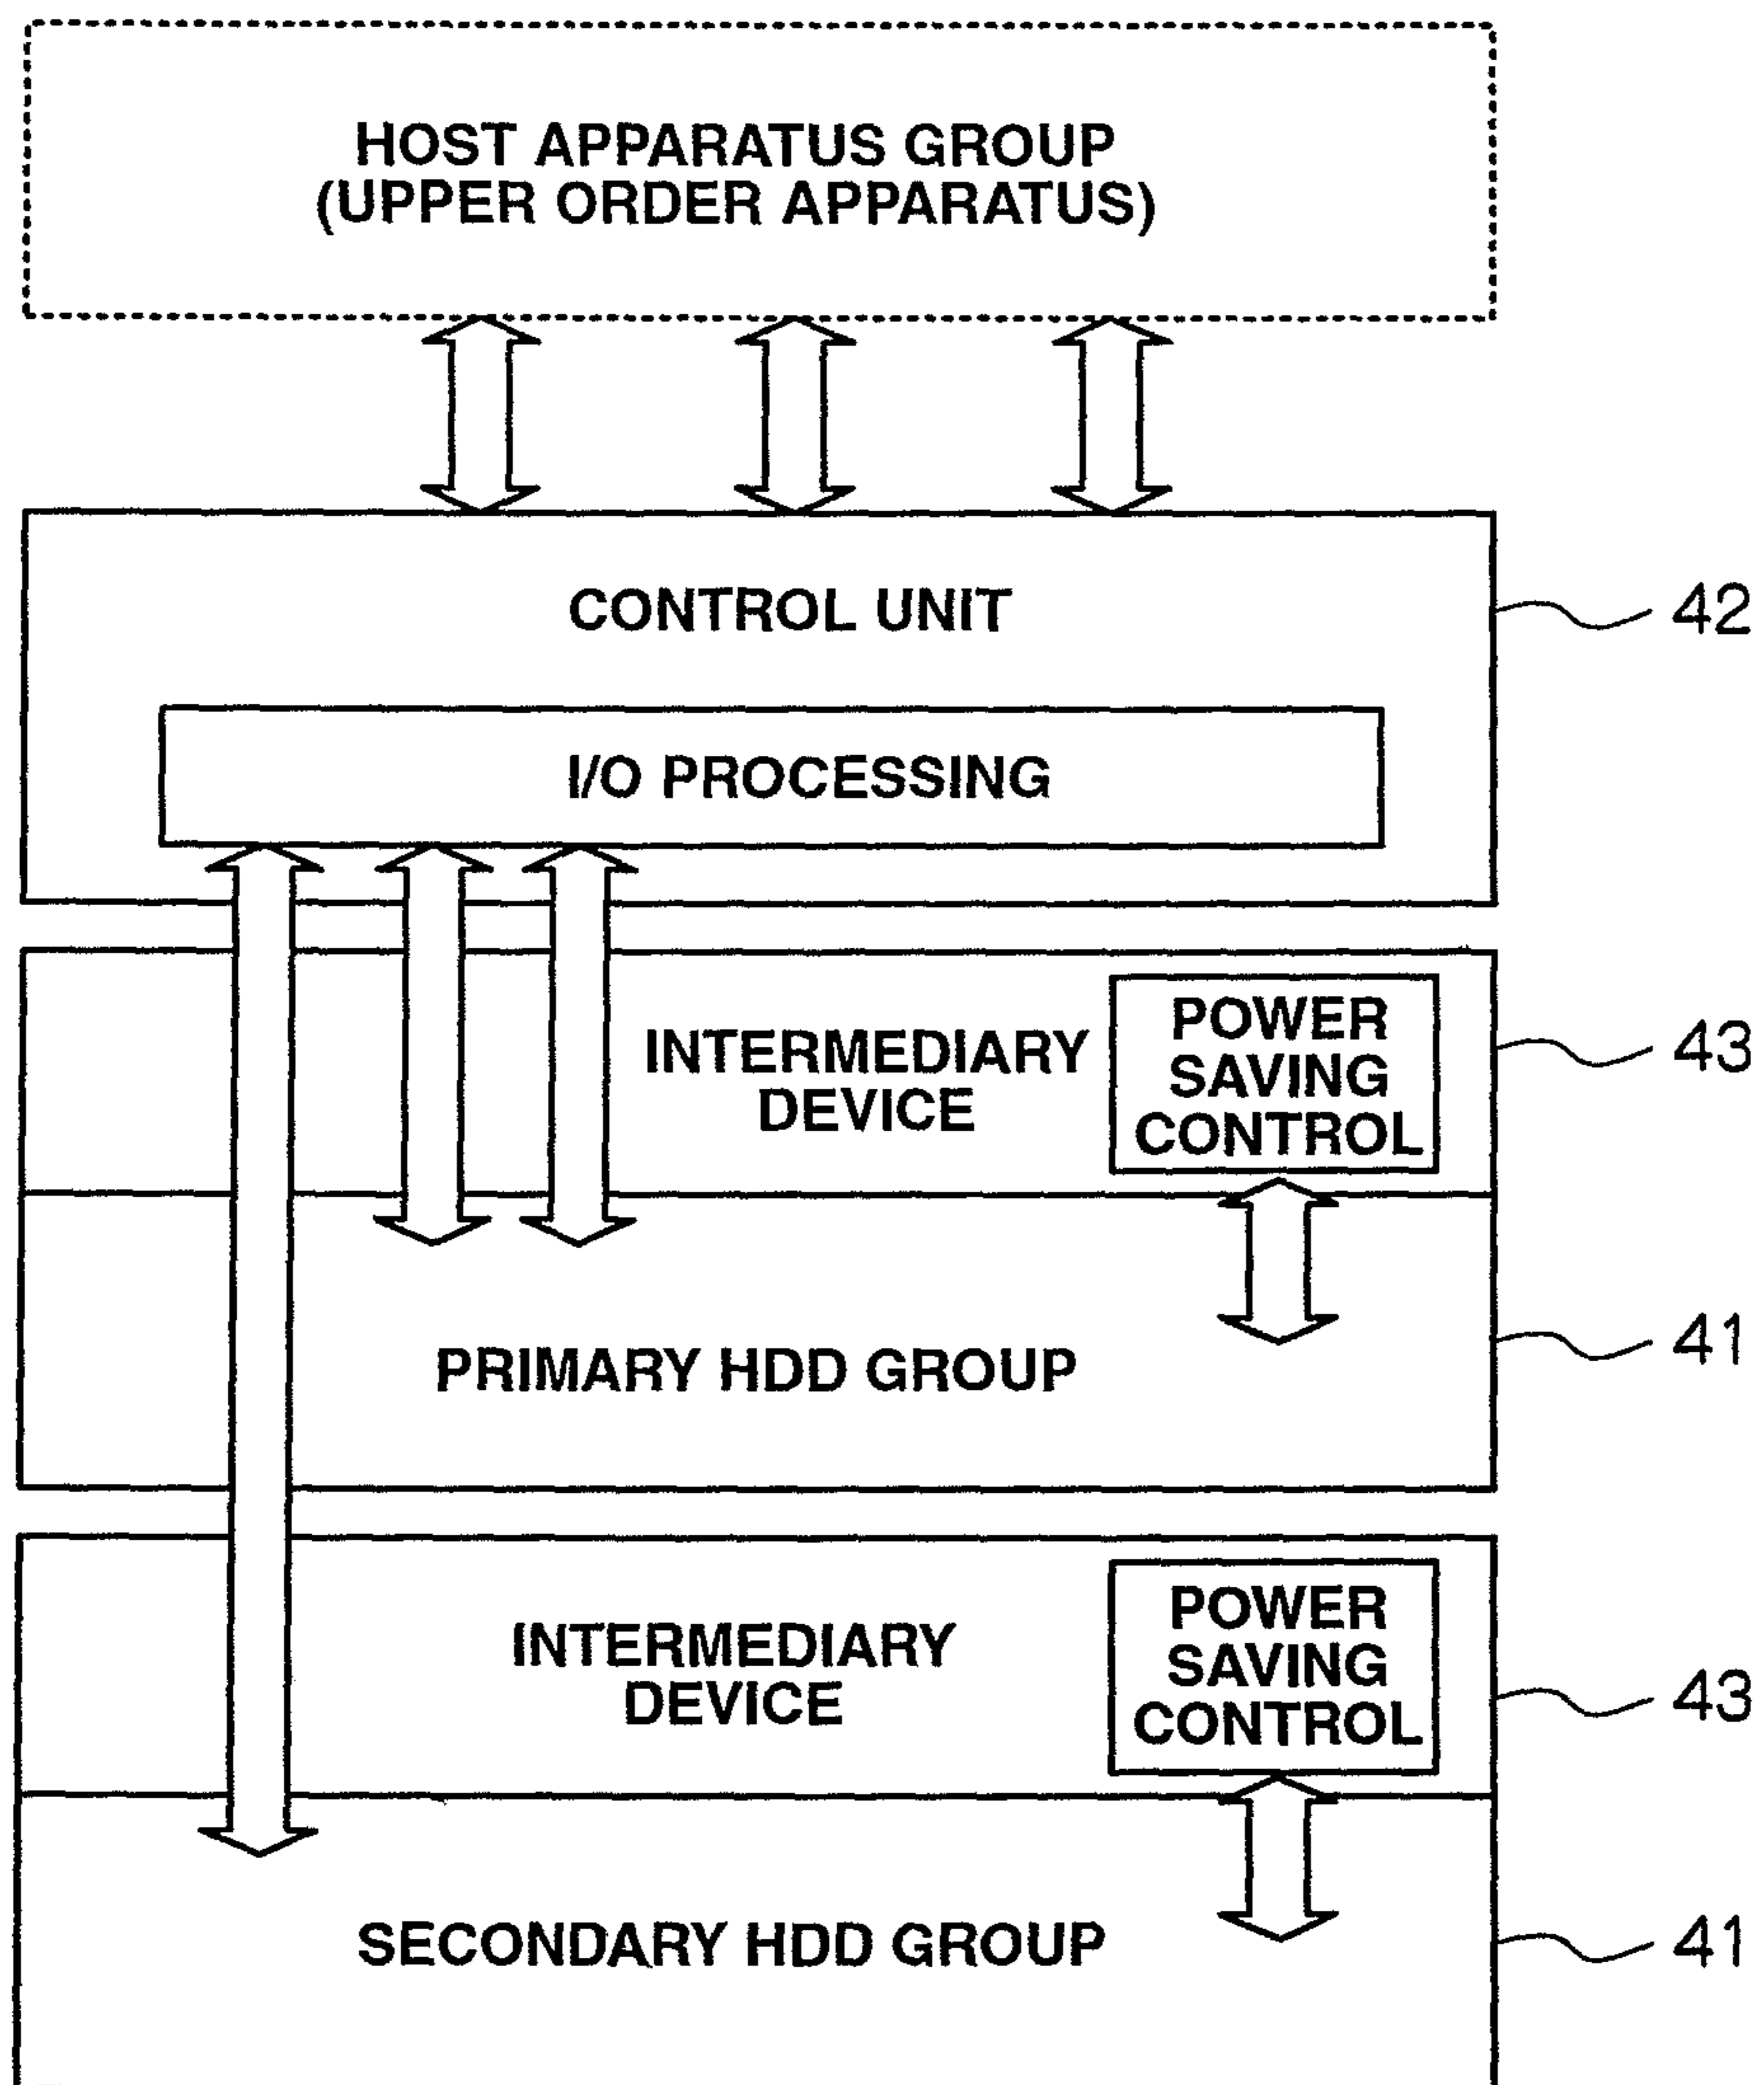 HOST APPARATUS GROUP
(UPPER ORDER APPARATUS)
CONTROL UNIT
42
I/O PROCESSING
INTERMEDIARY
DEVICE
POWER
SAVING
CONTROL
43
PRIMARY HDD GROUP
41
INTERMEDIARY
DEVICE
POWER
SAVING
CONTROL
43
SECONDARY HDD GROUP
41